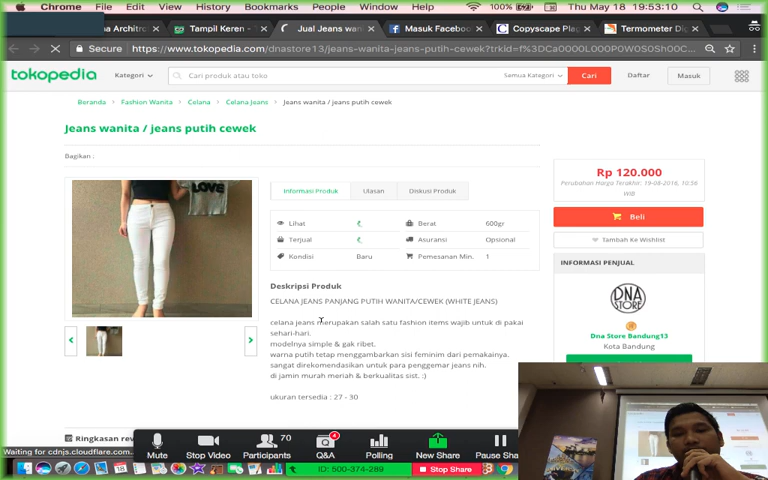 Chrome File Edit View History Bookmarks People Window Help 100% Thu May 18 19:53:10
na Archite Tampil Keren - Jual Jeans wan Masuk Facebo Copyscape Pla Termometer Di
Secure https://www.tokopedia.com/dnastore13/jeans-wanita-jeans-putih-cewek?trkid=f%3DCa0000L000P0W0S0Sh00C...
tokopedia Kategori Cari produk atau toko Semua Kategori Cari Daftar Masuk
Beranda Fashion Wanita Celana Celana Jeans Jeans wanita / jeans putih cewek
Jeans wanita / jeans putih cewek
Bagikan :
LOVE
Informasi Produk Ulasan Diskusi Produk
Lihat Berat 600gr
Terjual Asuransi Opsional
Kondisi Baru Pemesanan Min. 1
Deskripsi Produk
CELANA JEANS PANJANG PUTIH WANITA/CEWEK (WHITE JEANS)
celana jeans merupakan salah satu fashion items wajib untuk di pakai
sehari-hari.
modelnya simple & gak ribet.
warna putih tetap menggambarkan sisi feminim dari pemakainya.
sangat direkomendasikan untuk para penggemar jeans nih.
di jamin murah meriah & berkualitas sist. :)
ukuran tersedia : 27 - 30
Rp 120.000
Perubahan Harga Terakhir: 19-08-2016, 10:56
WIB
Beli
Tambah Ke Wishlist
INFORMASI PENJUAL
DNA
STORE
Dna Store Bandung13
Kota Bandung
Ringkasan rev
Waiting for cdnjs.cloudflare.com...
70 4
Mute Stop Video Participants Q&A Polling New Share Pause Sha
ID: 500-374-289 Stop Share